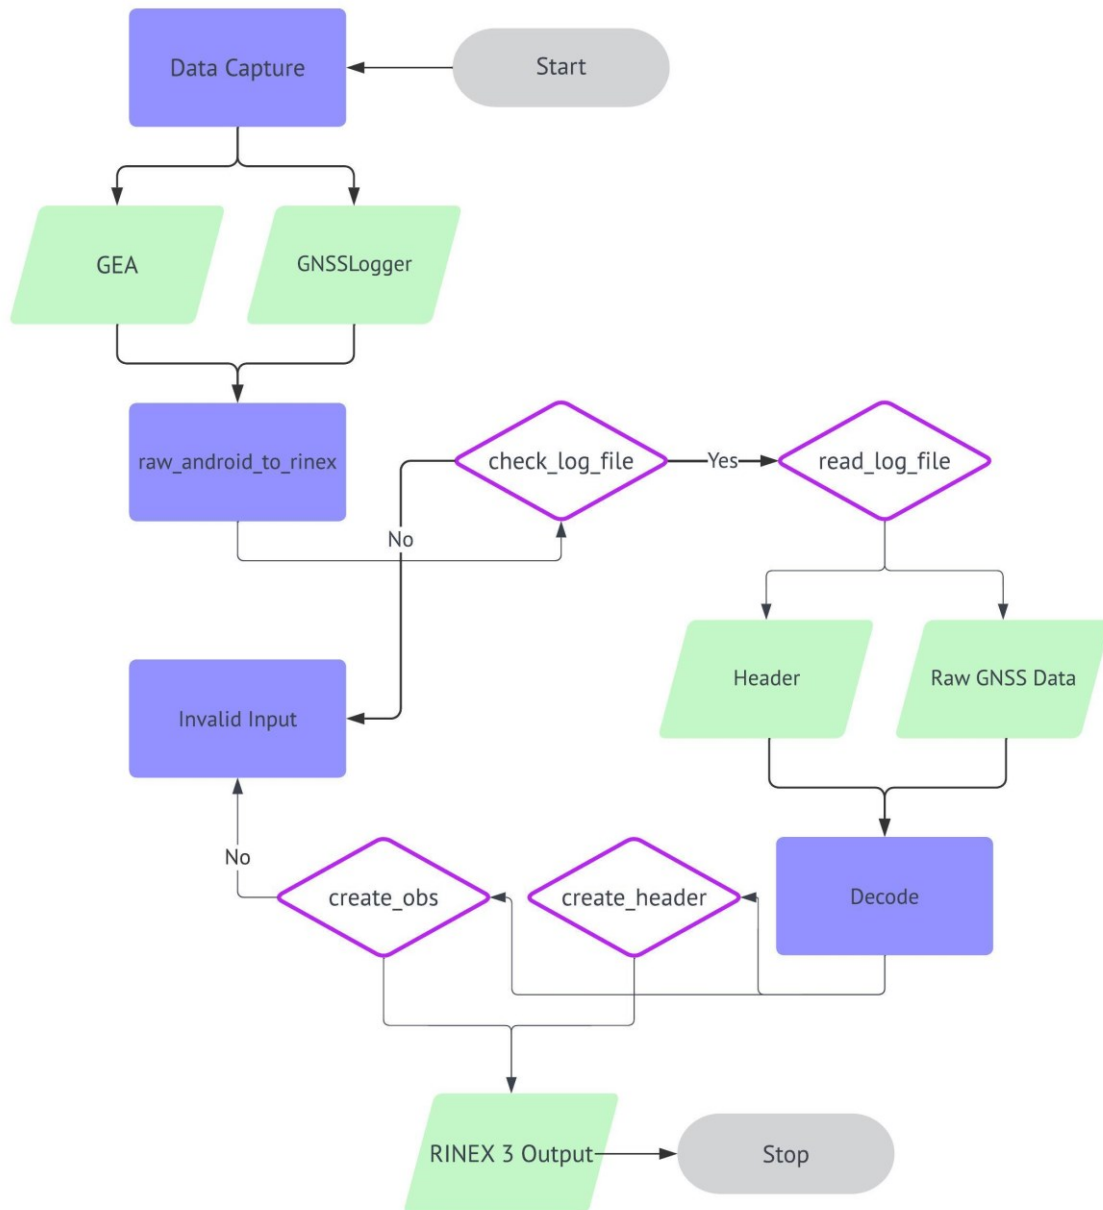 Start
Data Capture
GEA
GNSSLogger
raw_android_to_rinex
check_log_file
Yes
read_log_file
No
Header
Raw GNSS Data
Invalid Input
Decode
create_header
create_obs
No
RINEX 3 Output
Stop